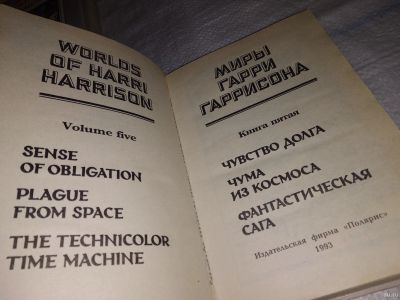 WORLDS
OF HARRI
HARRISON
Volume five
SENSE
OF OBLIGATION
PLAGUE
FROM SPACE
THE TECHNICOLOR
TIME MACHINE
МИРЫ
ГАРРИ
ГАРРИСОНА
Книга пятая
ЧУВСТВО ДОЛГА
ЧУМА
ИЗ КОСМОСА
ФАНТАСТИЧЕСКАЯ
САГА
Издательская фирма «Полярис»
1993